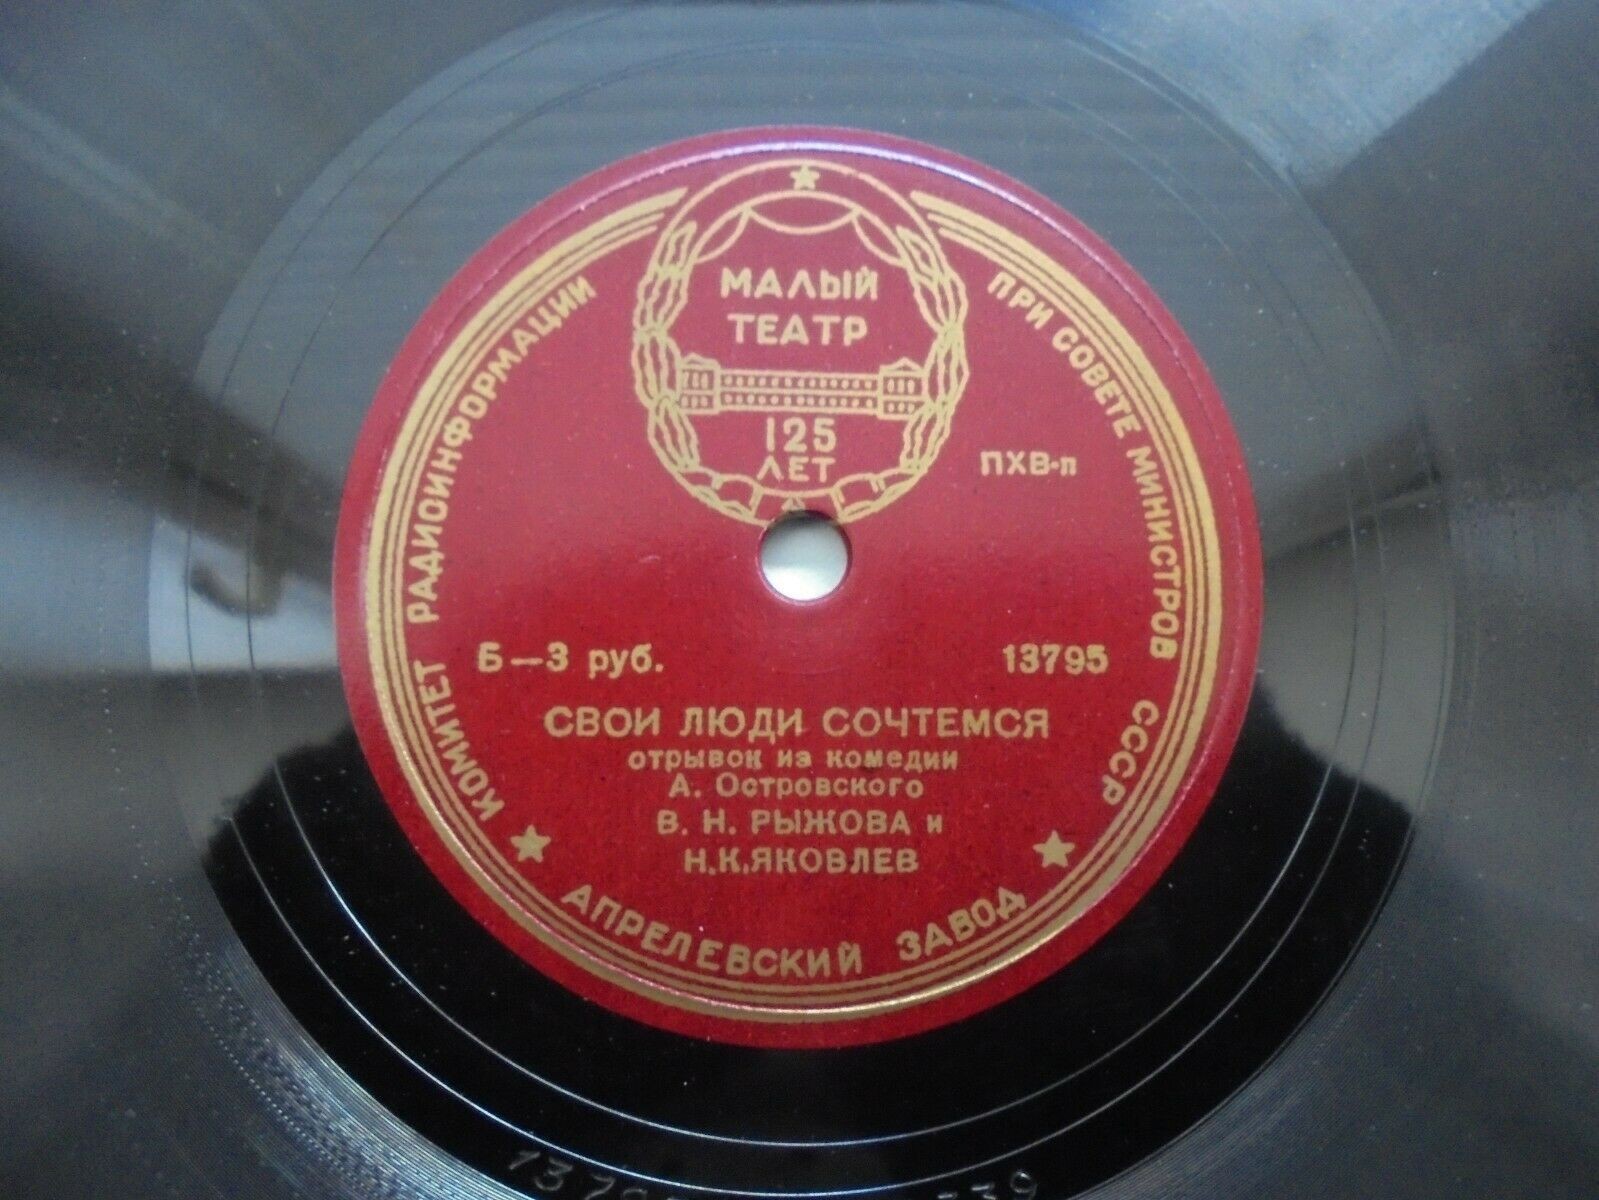 МАЛЫЙ
ТЕАТР
125
ЛЕТ
ПХВ-п
КОМИТЕТ РАДИОИНФОРМАЦИИ ПРИ СОВЕТЕ МИНИСТРОВ СССР
Б—3 руб. 13795
СВОИ ЛЮДИ СОЧТЕМСЯ
отрывок из комедии
А. Островского
В. Н. РЫЖОВА и
Н.К.ЯКОВЛЕВ
★ АПРЕЛЕВСКИЙ ЗАВОД ★